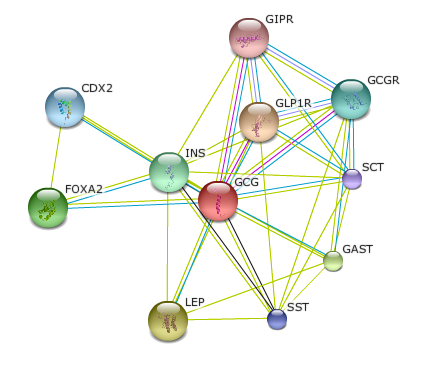 GIPR
GCGR
CDX2
GLP1R
INS
SCT
GCG
FOXA2
GAST
LEP
SST